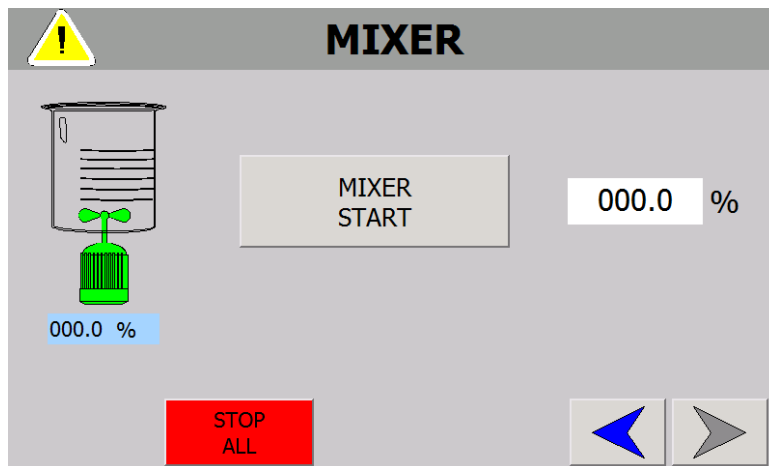 !
MIXER
MIXER
START
000.0 %
000.0 %
STOP
ALL